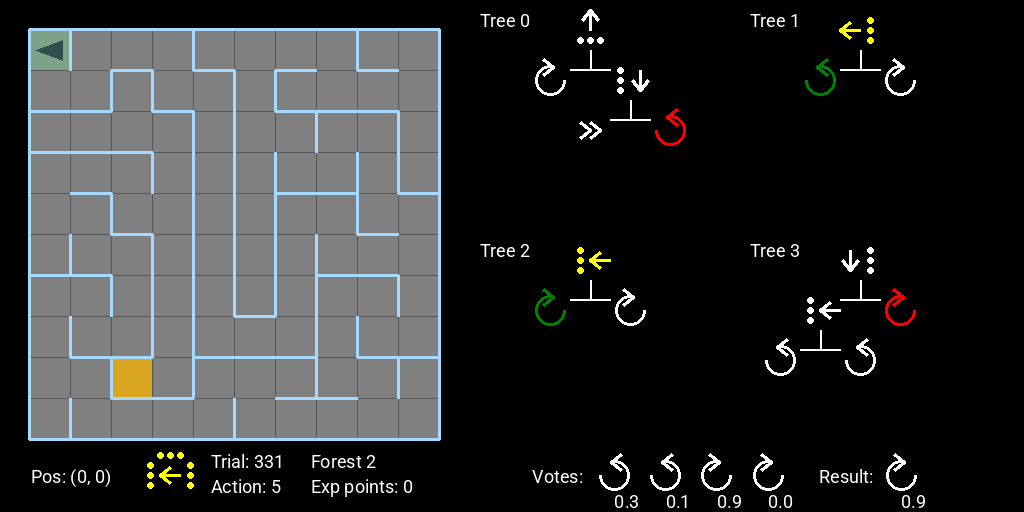 Tree 0
Tree 1
Tree 2
Tree 3
Pos: (0, 0)
Trial: 331
Forest 2
Action: 5
Exp points: 0
Votes:
0.3
0.1
0.9
0.0
Result:
0.9